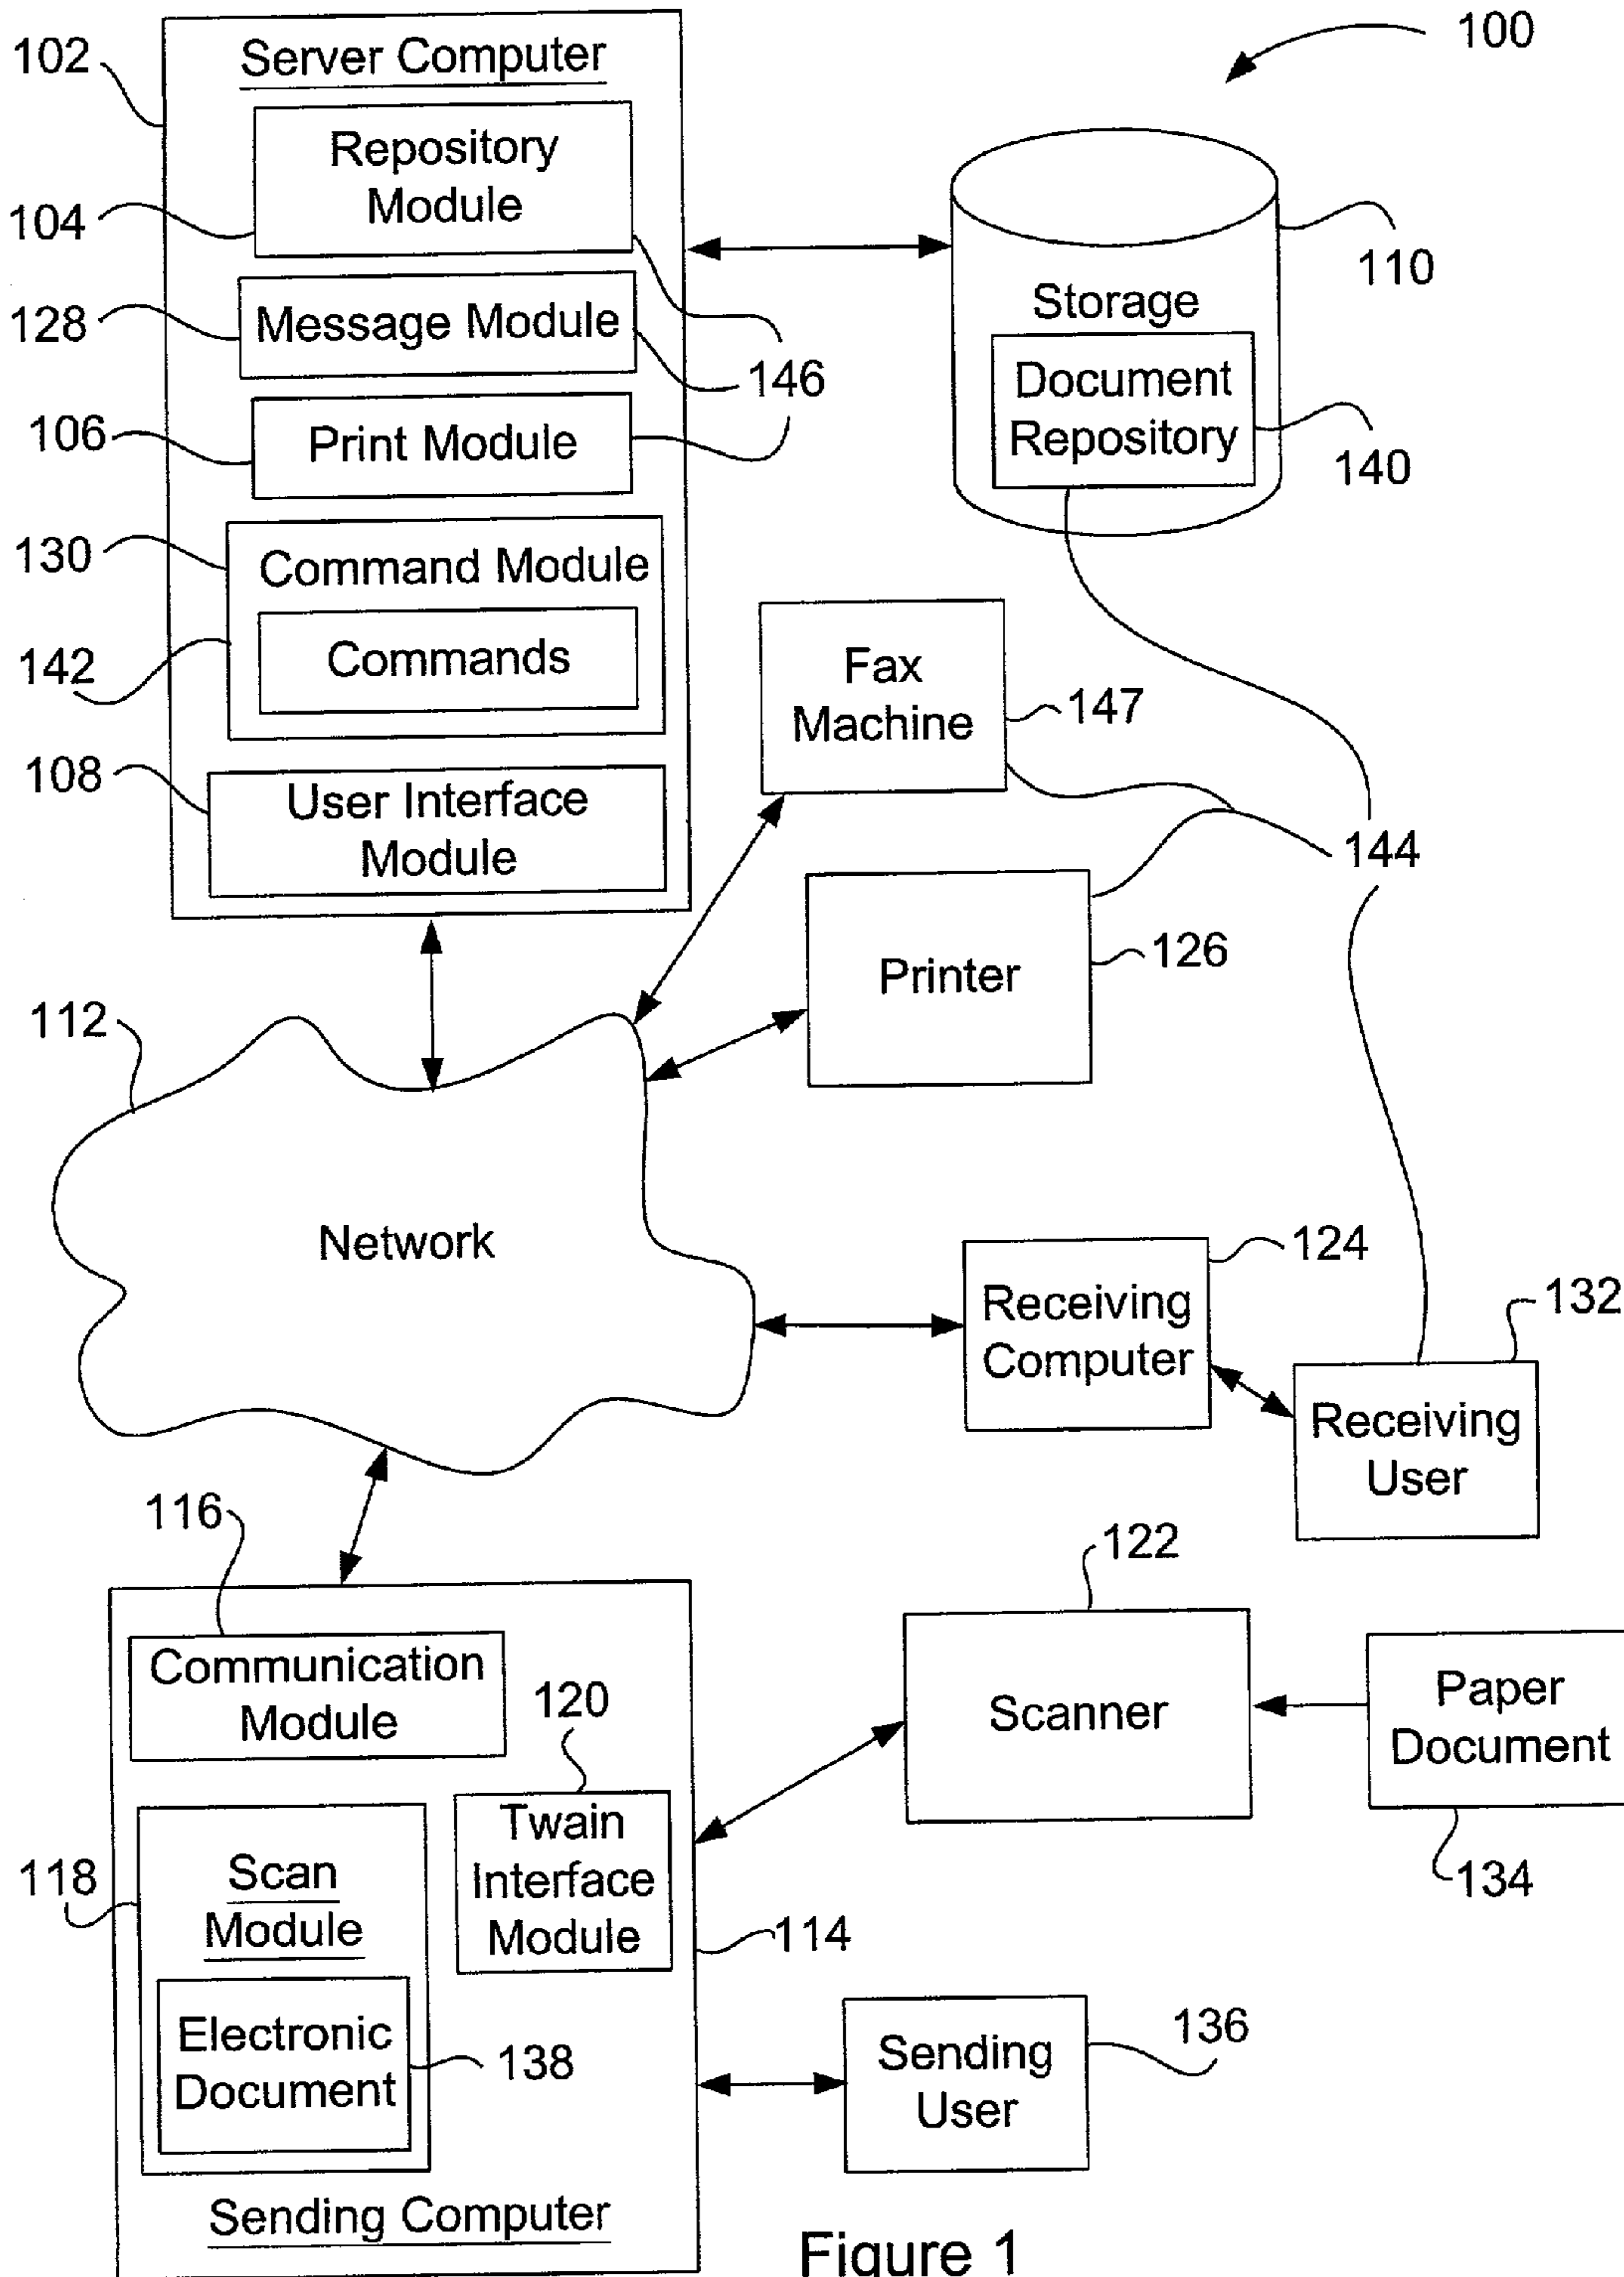 100
102
Server Computer
Repository
Module
104
128
Message Module
146
106
Print Module
130
Command Module
142
Commands
108
User Interface
Module
110
Storage
Document
Repository
140
Fax
Machine
147
144
Printer
126
112
Network
124
Receiving
Computer
132
Receiving
User
116
Communication
Module
120
Twain
Interface
Module
118
Scan
Module
Electronic
Document
138
114
Sending Computer
122
Scanner
Paper
Document
134
136
Sending
User
Figure 1